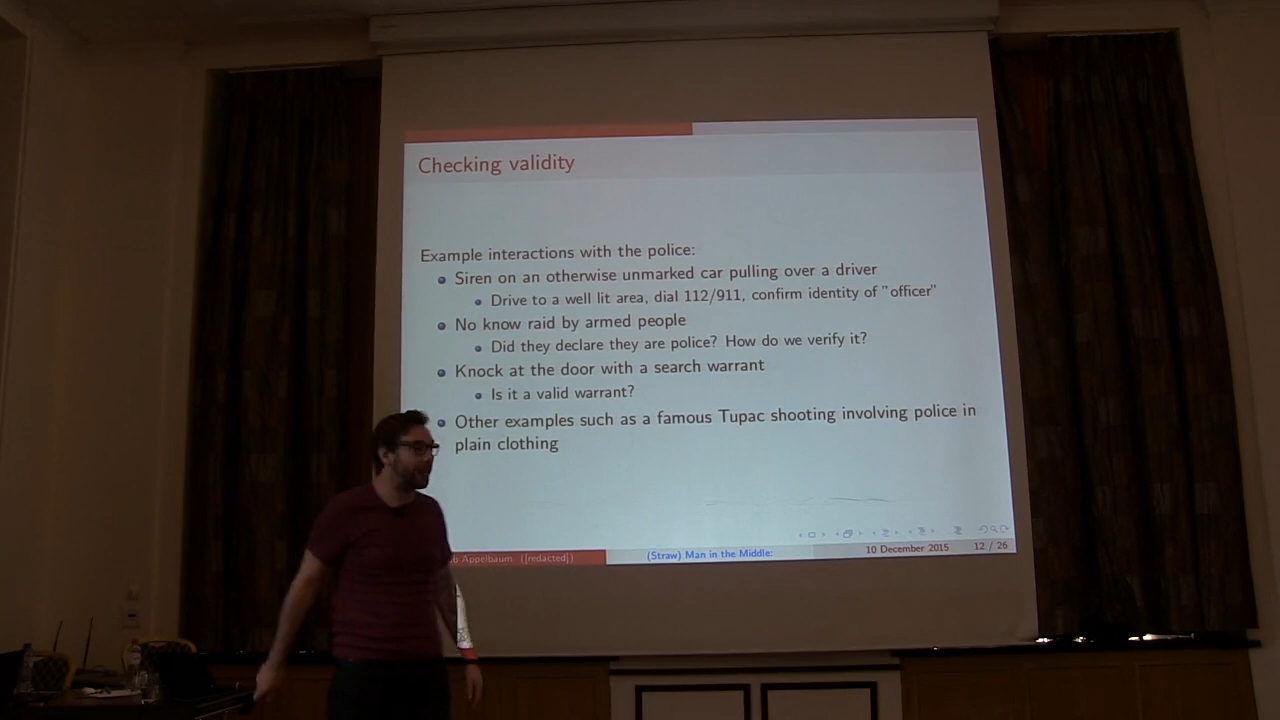 Checking validity
Example interactions with the police:
Siren on an otherwise unmarked car pulling over a driver
Drive to a well lit area, dial 112/911, confirm identity of "officer"
No know raid by armed people
Did they declare they are police? How do we verify it?
Knock at the door with a search warrant
Is it a valid warrant?
Other examples such as a famous Tupac shooting involving police in
plain clothing
Appelbaum ([redacted]) (Straw) Man in the Middle: 10 December 2015 12 / 26